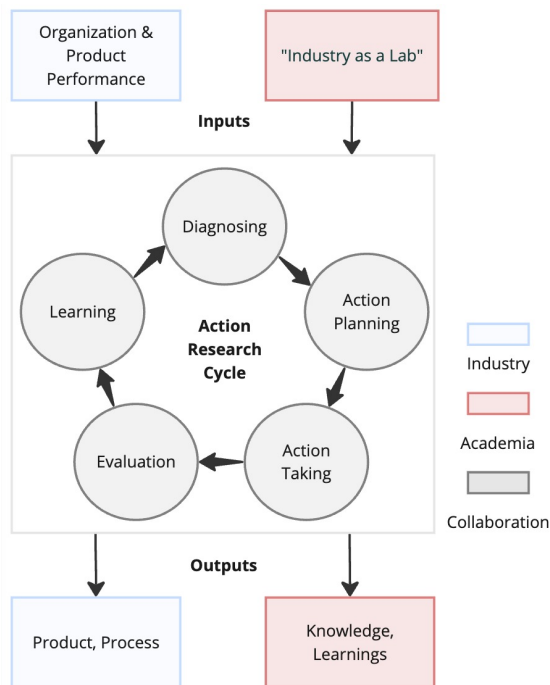 Organization &
Product
Performance
"Industry as a Lab"
Inputs
Diagnosing
Learning
Action
Planning
Action
Research
Cycle
Evaluation
Action
Taking
Industry
Academia
Collaboration
Outputs
Product, Process
Knowledge,
Learnings